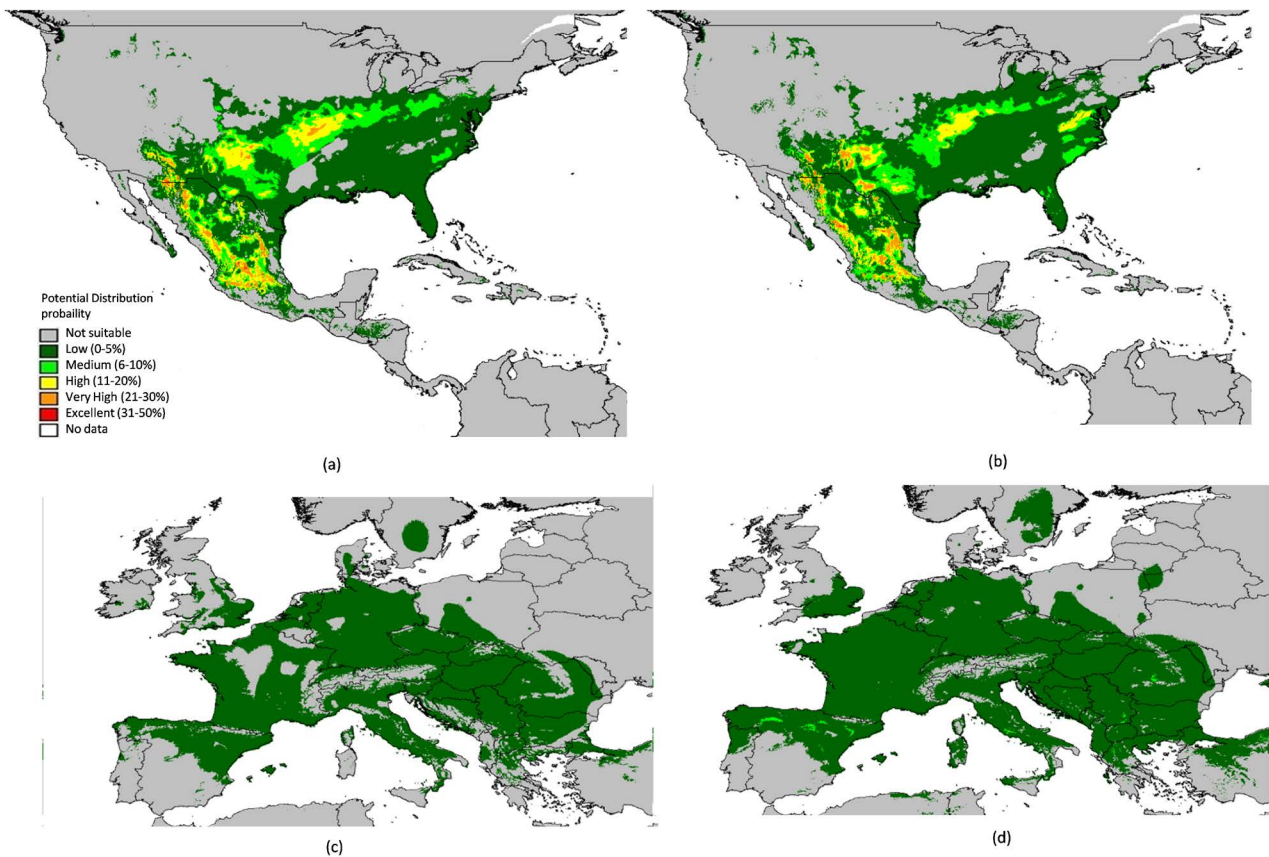 Potential Distribution
probaility
Not suitable
Low (0-5%)
Medium (6-10%)
High (11-20%)
Very High (21-30%)
Excellent (31-50%)
No data
(a)
(b)
(c)
(d)